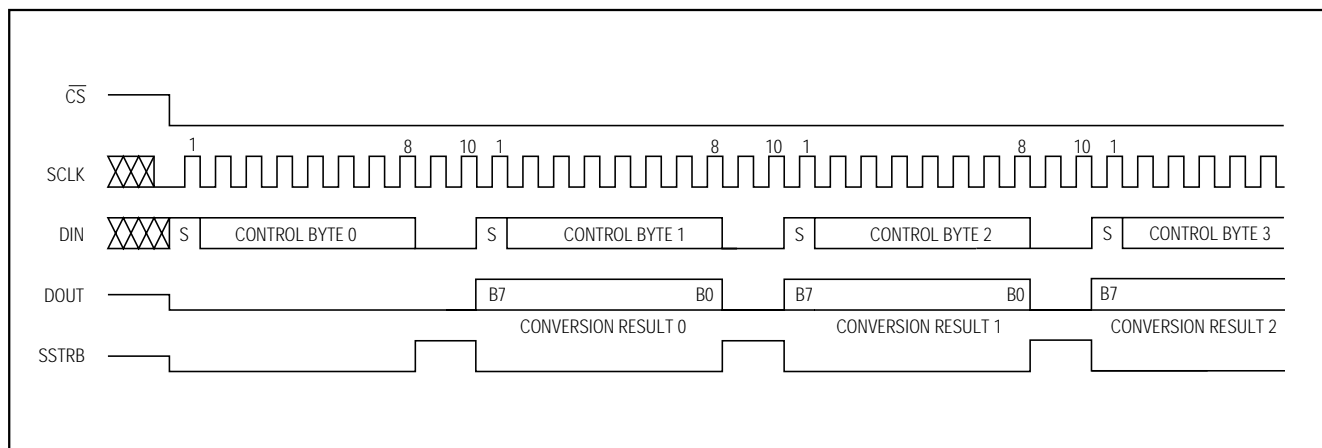 CS
1 8 10 1 8 10 1 8 10 1
SCLK
DIN S CONTROL BYTE 0 S CONTROL BYTE 1 S CONTROL BYTE 2 S CONTROL BYTE 3
DOUT B7 B0 B7 B0 B7
CONVERSION RESULT 0 CONVERSION RESULT 1 CONVERSION RESULT 2
SSTRB